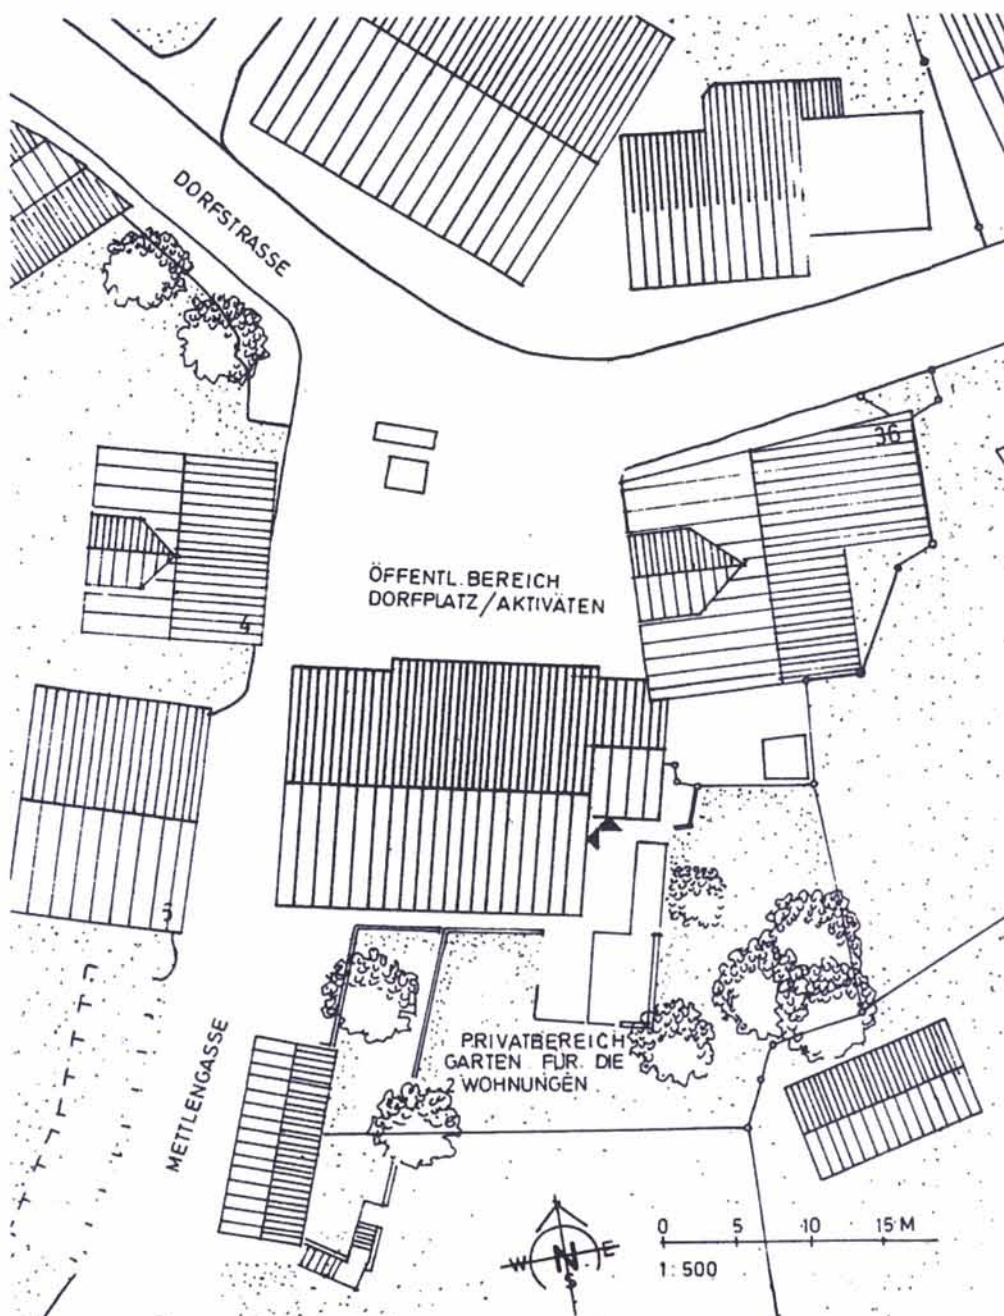 DORFSTRASSE
36
ÖFFENTL. BEREICH
DORFPLATZ/AKTIVÄTEN
4
METTLENGASSE
PRIVATBEREICH
GARTEN FÜR DIE
2 WOHNUNGEN
N
W E
S
0 5 10 15 M
1:500